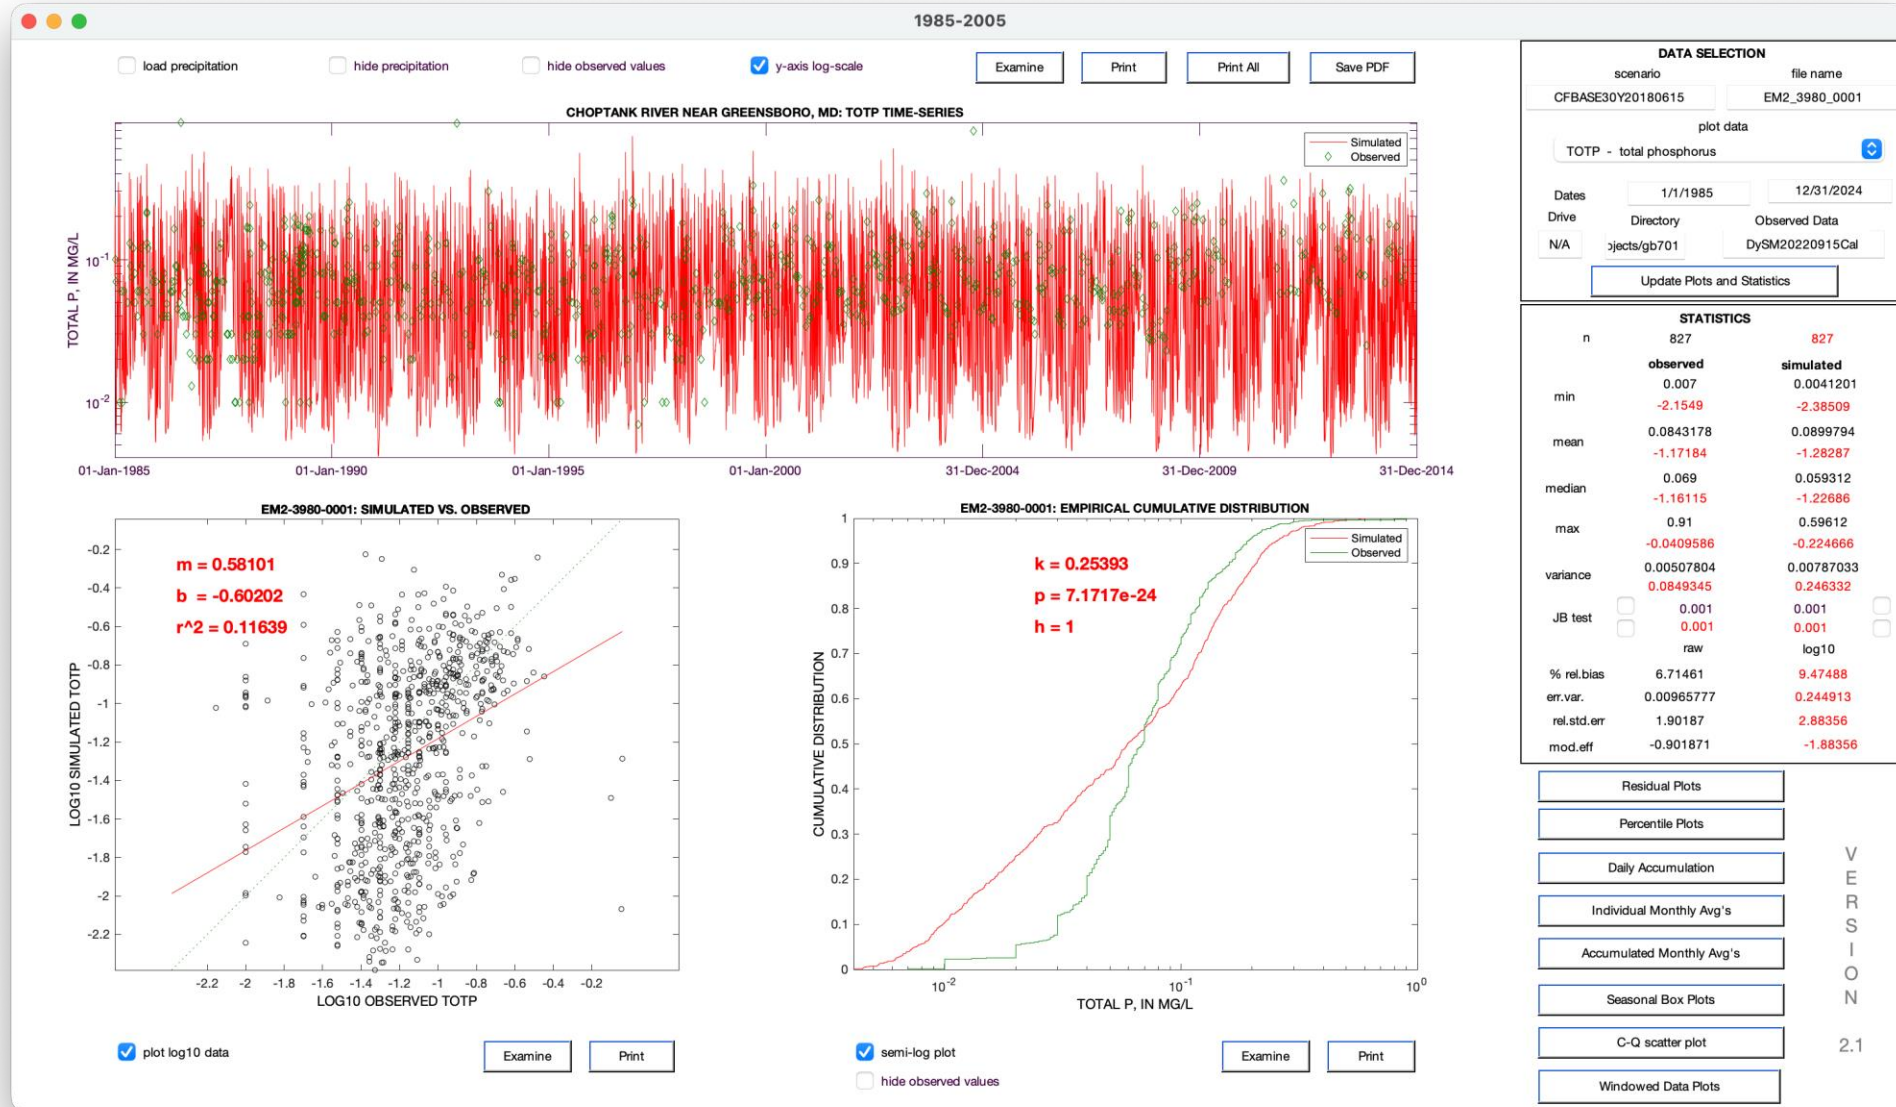 1985-2005
load precipitation
hide precipitation
hide observed values
y-axis log-scale
Examine
Print
Print All
Save PDF
CHOPTANK RIVER NEAR GREENSBORO, MD: TOTP TIME-SERIES
Simulated
Observed
TOTAL P, IN MG/L
10-1
10-2
01-Jan-1985
01-Jan-1990
01-Jan-1995
01-Jan-2000
31-Dec-2004
31-Dec-2009
31-Dec-2014
EM2-3980-0001: SIMULATED VS. OBSERVED
m = 0.58101
b = -0.60202
r^2 = 0.11639
LOG10 SIMULATED TOTP
-0.2
-0.4
-0.6
-0.8
-1
-1.2
-1.4
-1.6
-1.8
-2
-2.2
-2.2 -2 -1.8 -1.6 -1.4 -1.2 -1 -0.8 -0.6 -0.4 -0.2
LOG10 OBSERVED TOTP
plot log10 data
Examine
Print
EM2-3980-0001: EMPIRICAL CUMULATIVE DISTRIBUTION
Simulated
Observed
k = 0.25393
p = 7.1717e-24
h = 1
CUMULATIVE DISTRIBUTION
1
0.9
0.8
0.7
0.6
0.5
0.4
0.3
0.2
0.1
0
10-2 10-1 100
TOTAL P, IN MG/L
semi-log plot
hide observed values
Examine
Print
DATA SELECTION
scenario file name
CFBASE30Y20180615 EM2_3980_0001
plot data
TOTP - total phosphorus
Dates 1/1/1985 12/31/2024
Drive Directory Observed Data
N/A ojects/gb701 DySM20220915Cal
Update Plots and Statistics
STATISTICS
n 827 827
observed simulated
min 0.007 0.0041201
-2.1549 -2.38509
mean 0.0843178 0.0899794
-1.17184 -1.28287
median 0.069 0.059312
-1.16115 -1.22686
max 0.91 0.59612
-0.0409586 -0.224666
variance 0.00507804 0.00787033
0.0849345 0.246332
JB test 0.001 0.001
0.001 0.001
raw log10
% rel.bias 6.71461 9.47488
err.var. 0.00965777 0.244913
rel.std.err 1.90187 2.88356
mod.eff -0.901871 -1.88356
Residual Plots
Percentile Plots
Daily Accumulation
Individual Monthly Avg's
Accumulated Monthly Avg's
Seasonal Box Plots
C-Q scatter plot
Windowed Data Plots
VERSION
2.1